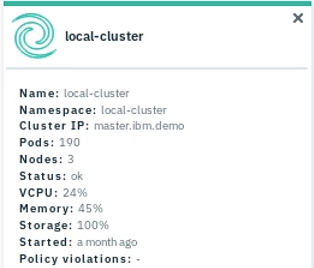 local-cluster
Name: local-cluster
Namespace: local-cluster
Cluster IP: master.ibm.demo
Pods: 190
Nodes: 3
Status: ok
VCPU: 24%
Memory: 45%
Storage: 100%
Started: a month ago
Policy violations: -